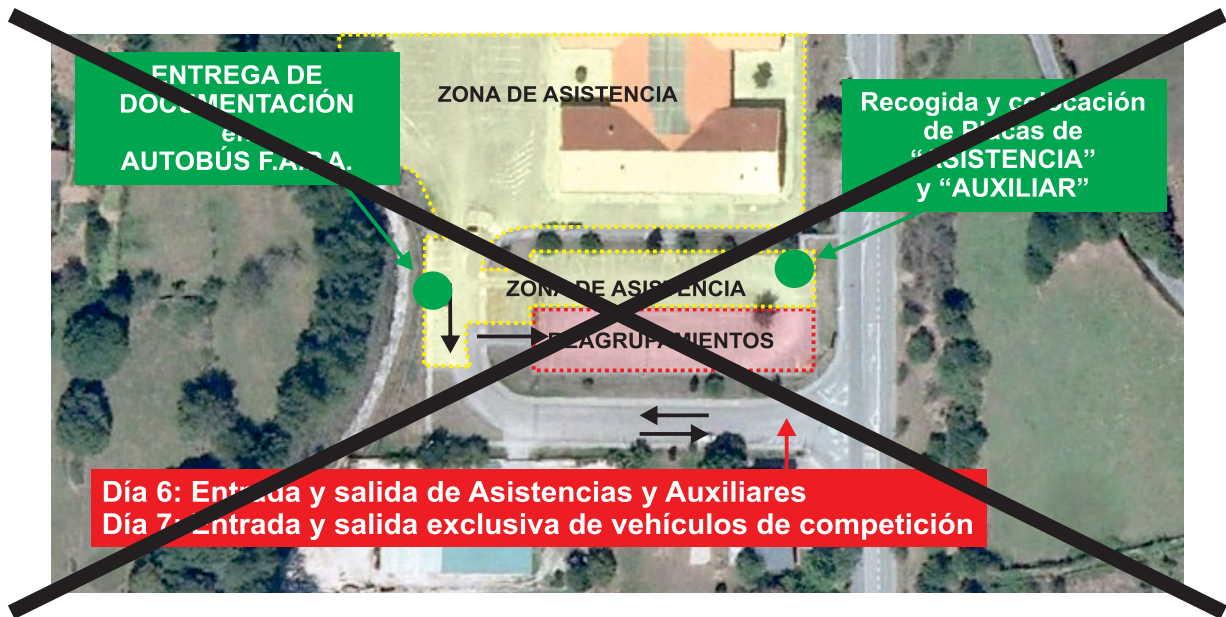 ENTREGA DE
DOCUMENTACIÓN
en
AUTOBÚS F.A.P.A.
ZONA DE ASISTENCIA
Recogida y colocación
de Placas de
“ASISTENCIA”
y “AUXILIAR”
ZONA DE ASISTENCIA
REAGRUPAMIENTOS
Día 6: Entrada y salida de Asistencias y Auxiliares
Día 7: Entrada y salida exclusiva de vehículos de competición